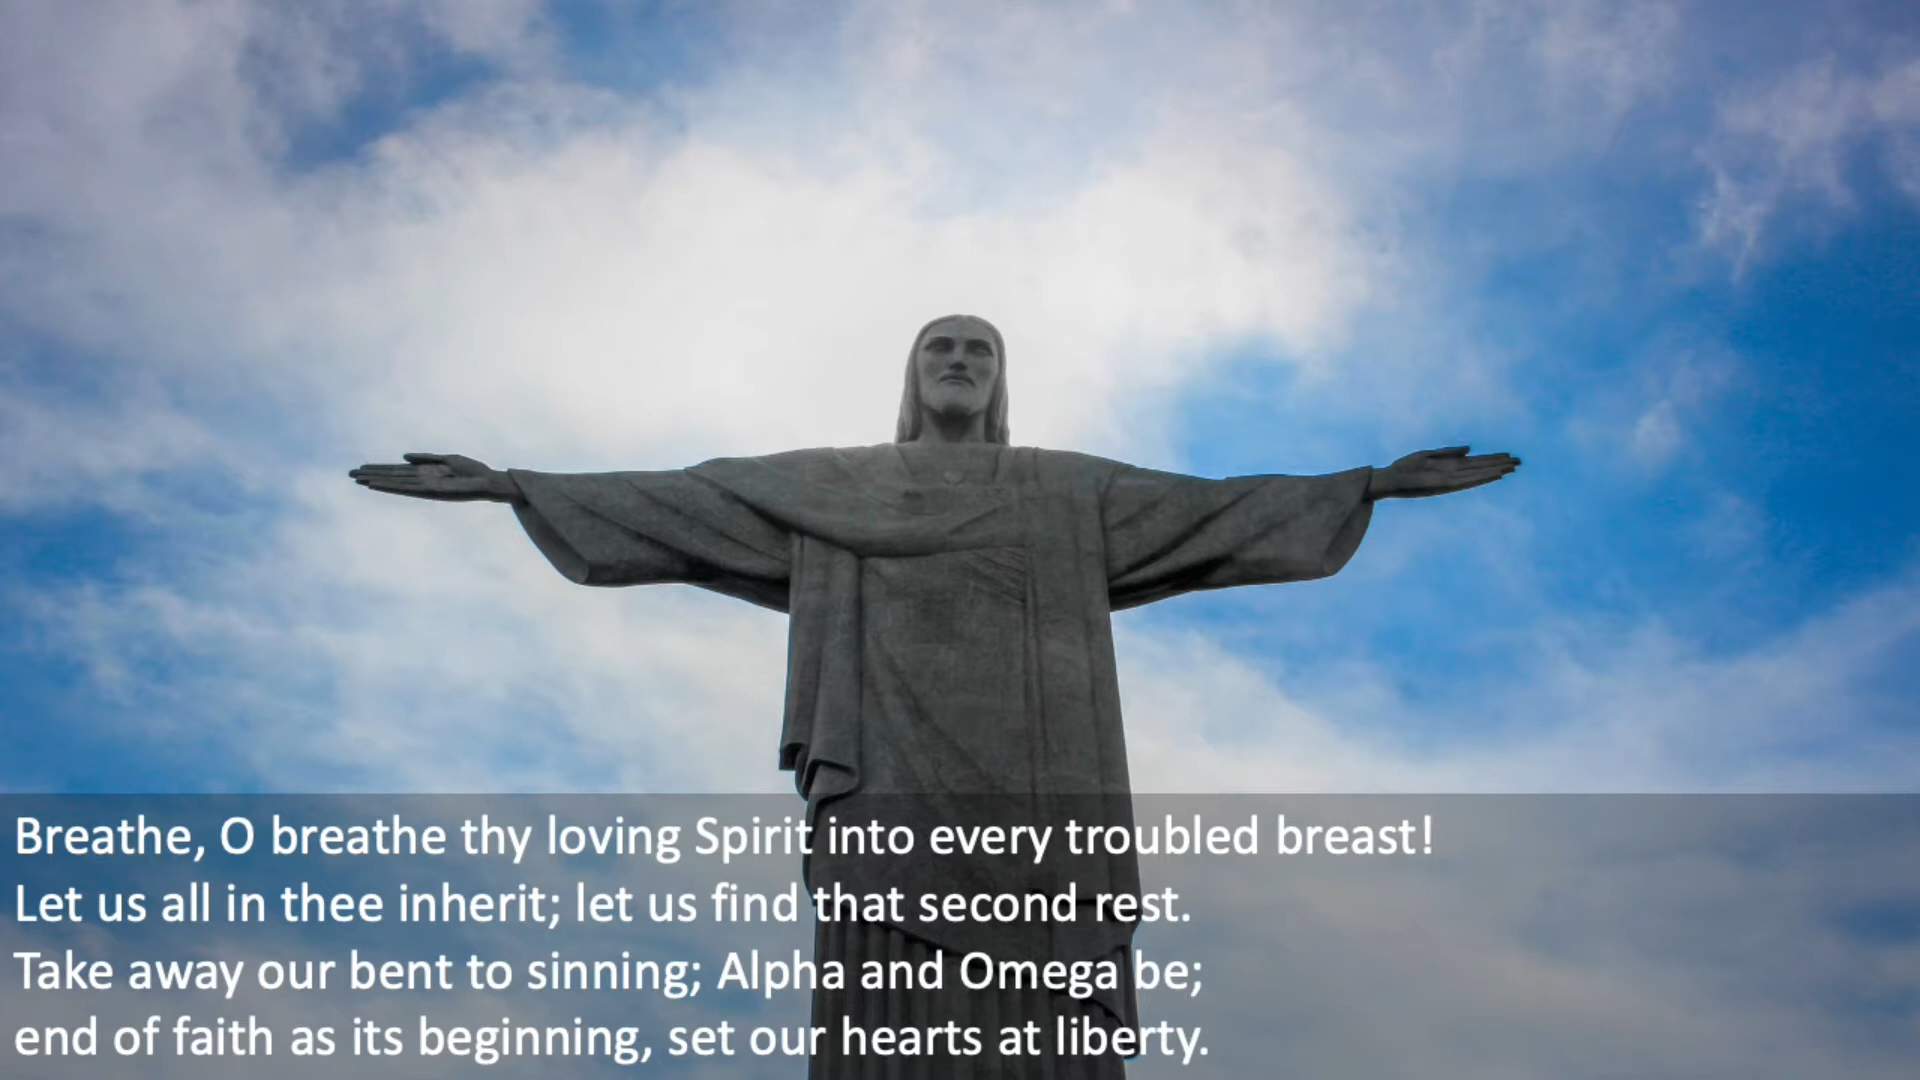 Breathe, O breathe thy loving Spirit into every troubled breast!
Let us all in thee inherit; let us find that second rest.
Take away our bent to sinning; Alpha and Omega be;
end of faith as its beginning, set our hearts at liberty.